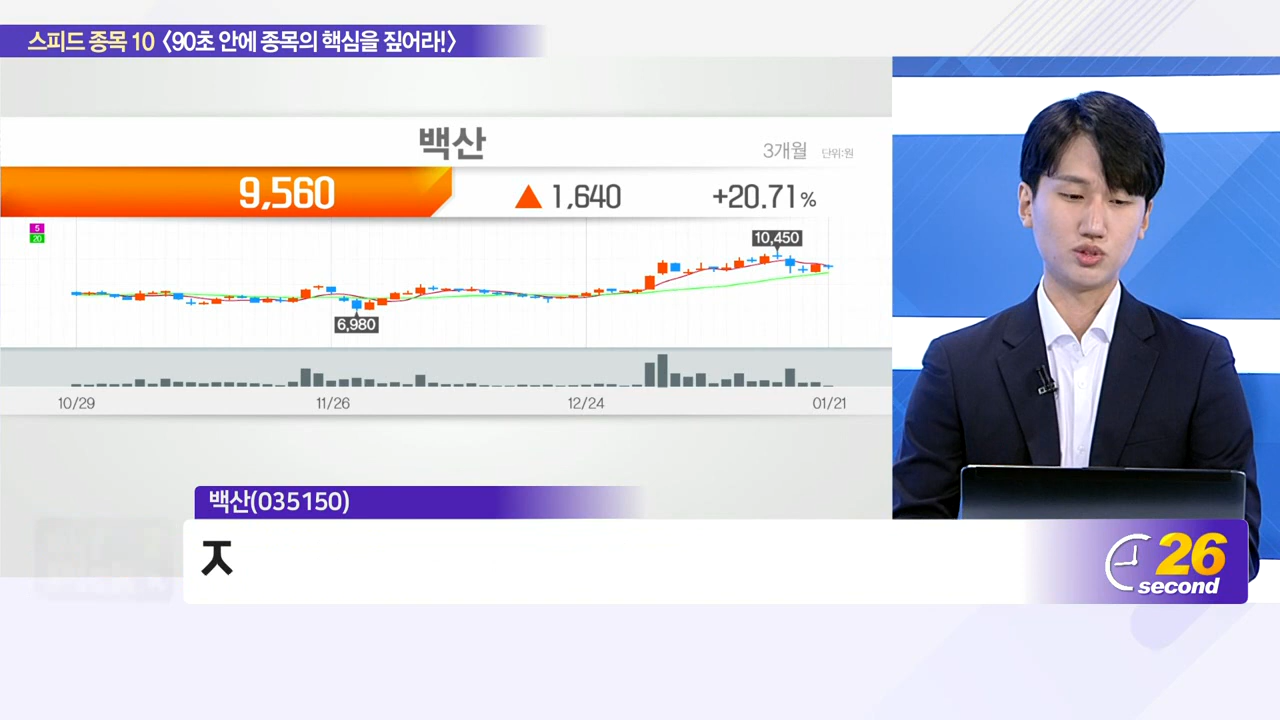 스피드 종목 10 〈90초 안에 종목의 핵심을 짚어라!〉
백산
3개월 단위:원
9,560 ▲ 1,640 +20.71%
5
20
10,450
6,980
10/29 11/26 12/24 01/21
백산(035150)
ㅈ
26
second